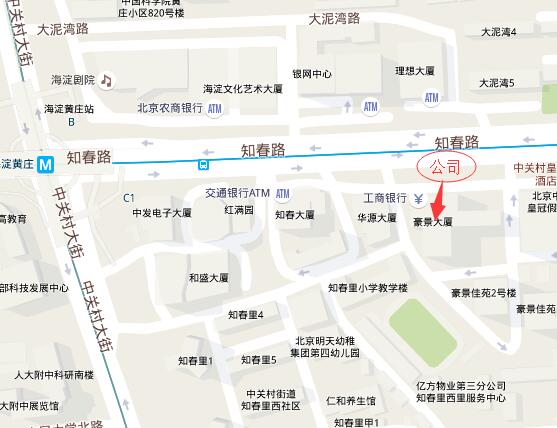 中国科学院黄
庄小区820号楼
大泥湾路
大泥湾路
中关村大街
大泥湾4
海淀剧院
银网中心
理想大厦
海淀文化艺术大厦
大泥湾5
海淀黄庄站
B
北京农商银行
ATM
ATM
ATM
知春路
知春路
知春路
海淀黄庄
M
公司
中关村皇
酒店
C1
交通银行ATM
ATM
工商银行
¥
北京中
皇冠假
中关村大街
高教育
中发电子大厦
红满园
知春大厦
华源大厦
豪景大厦
部科技发展中心
和盛大厦
知春里小学教学楼
豪景佳苑2号楼
中关村大街
知春里4
豪景佳
北京明天幼稚
集团第四幼儿园
知春里1
知春里5
人大附中科研南楼
亿方物业第三分公司
知春里西里服务中心
中关村街道
知春里西社区
仁和养生馆
大附中展览馆
知春里甲1